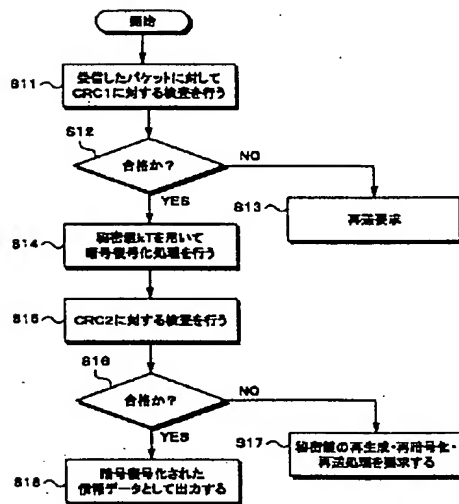 開始
S11
受信したパケットに対して
CRC1に対する検査を行う
S12
合格か?
NO
YES
S13
再送要求
S14
秘密値kTを用いて
暗号復号化処理を行う
S15
CRC2に対する検査を行う
S16
合格か?
NO
YES
S17
秘密値の再生成・再暗号化・
再送処理を要求する
S18
暗号復号化された
情報データとして出力する